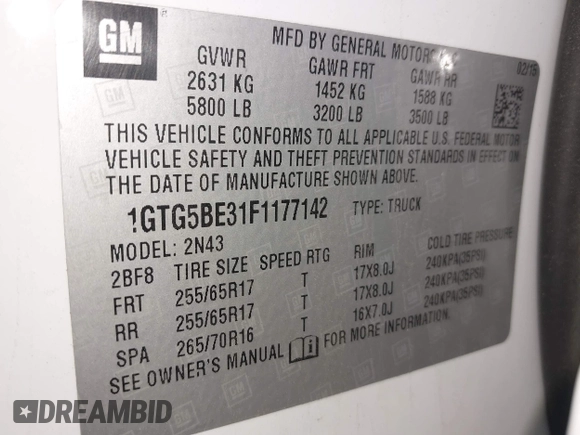 GM
MFD BY GENERAL MOTORS LLC
02/15
GVWR GAWR FRT GAWR RR
2631 KG 1452 KG 1588 KG
5800 LB 3200 LB 3500 LB
THIS VEHICLE CONFORMS TO ALL APPLICABLE U.S. FEDERAL MOTOR
VEHICLE SAFETY AND THEFT PREVENTION STANDARDS IN EFFECT ON
THE DATE OF MANUFACTURE SHOWN ABOVE.
1GTG5BE31F1177142 TYPE: TRUCK
MODEL: 2N43
2BF8 TIRE SIZE SPEED RTG RIM COLD TIRE PRESSURE
FRT 255/65R17 T 17X8.0J 240KPA(35PSI)
RR 255/65R17 T 17X8.0J 240KPA(35PSI)
SPA 265/70R16 T 16X7.0J 240KPA(35PSI)
SEE OWNER'S MANUAL FOR MORE INFORMATION.
DREAMBID